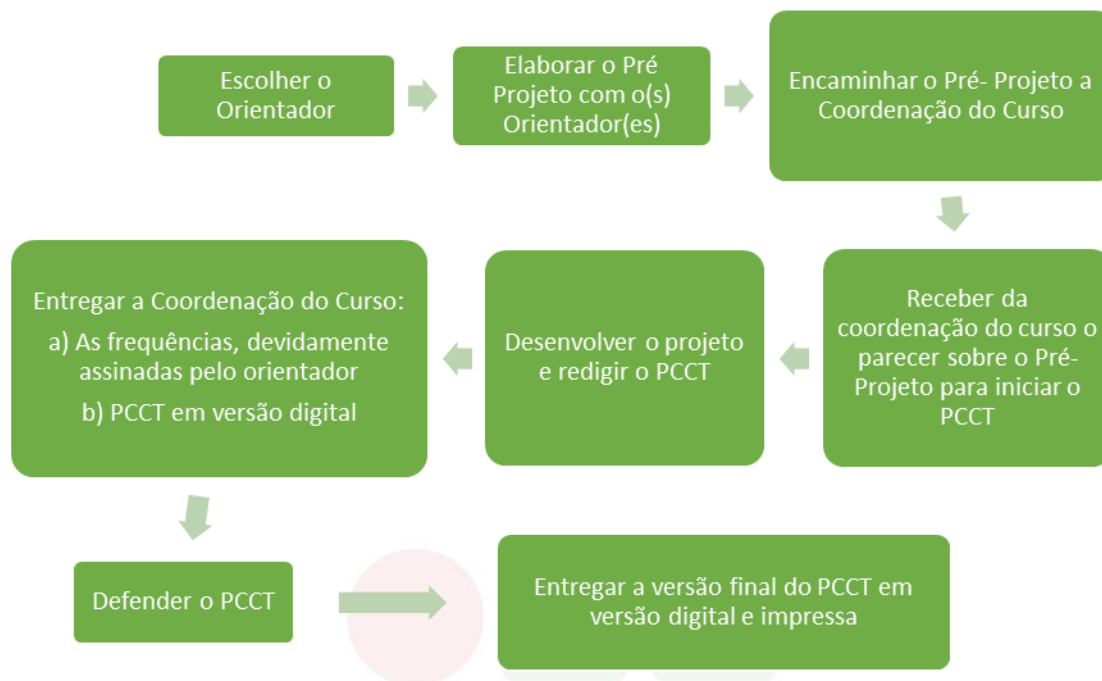 Escolher o
Orientador
Elaborar o Pré
Projeto com o(s)
Orientador(es)
Encaminhar o Pré- Projeto a
Coordenação do Curso
Receber da
coordenação do curso o
parecer sobre o Pré-
Projeto para iniciar o
PCCT
Desenvolver o projeto
e redigir o PCCT
Entregar a Coordenação do Curso:
a) As frequências, devidamente
assinadas pelo orientador
b) PCCT em versão digital
Defender o PCCT
Entregar a versão final do PCCT em
versão digital e impressa